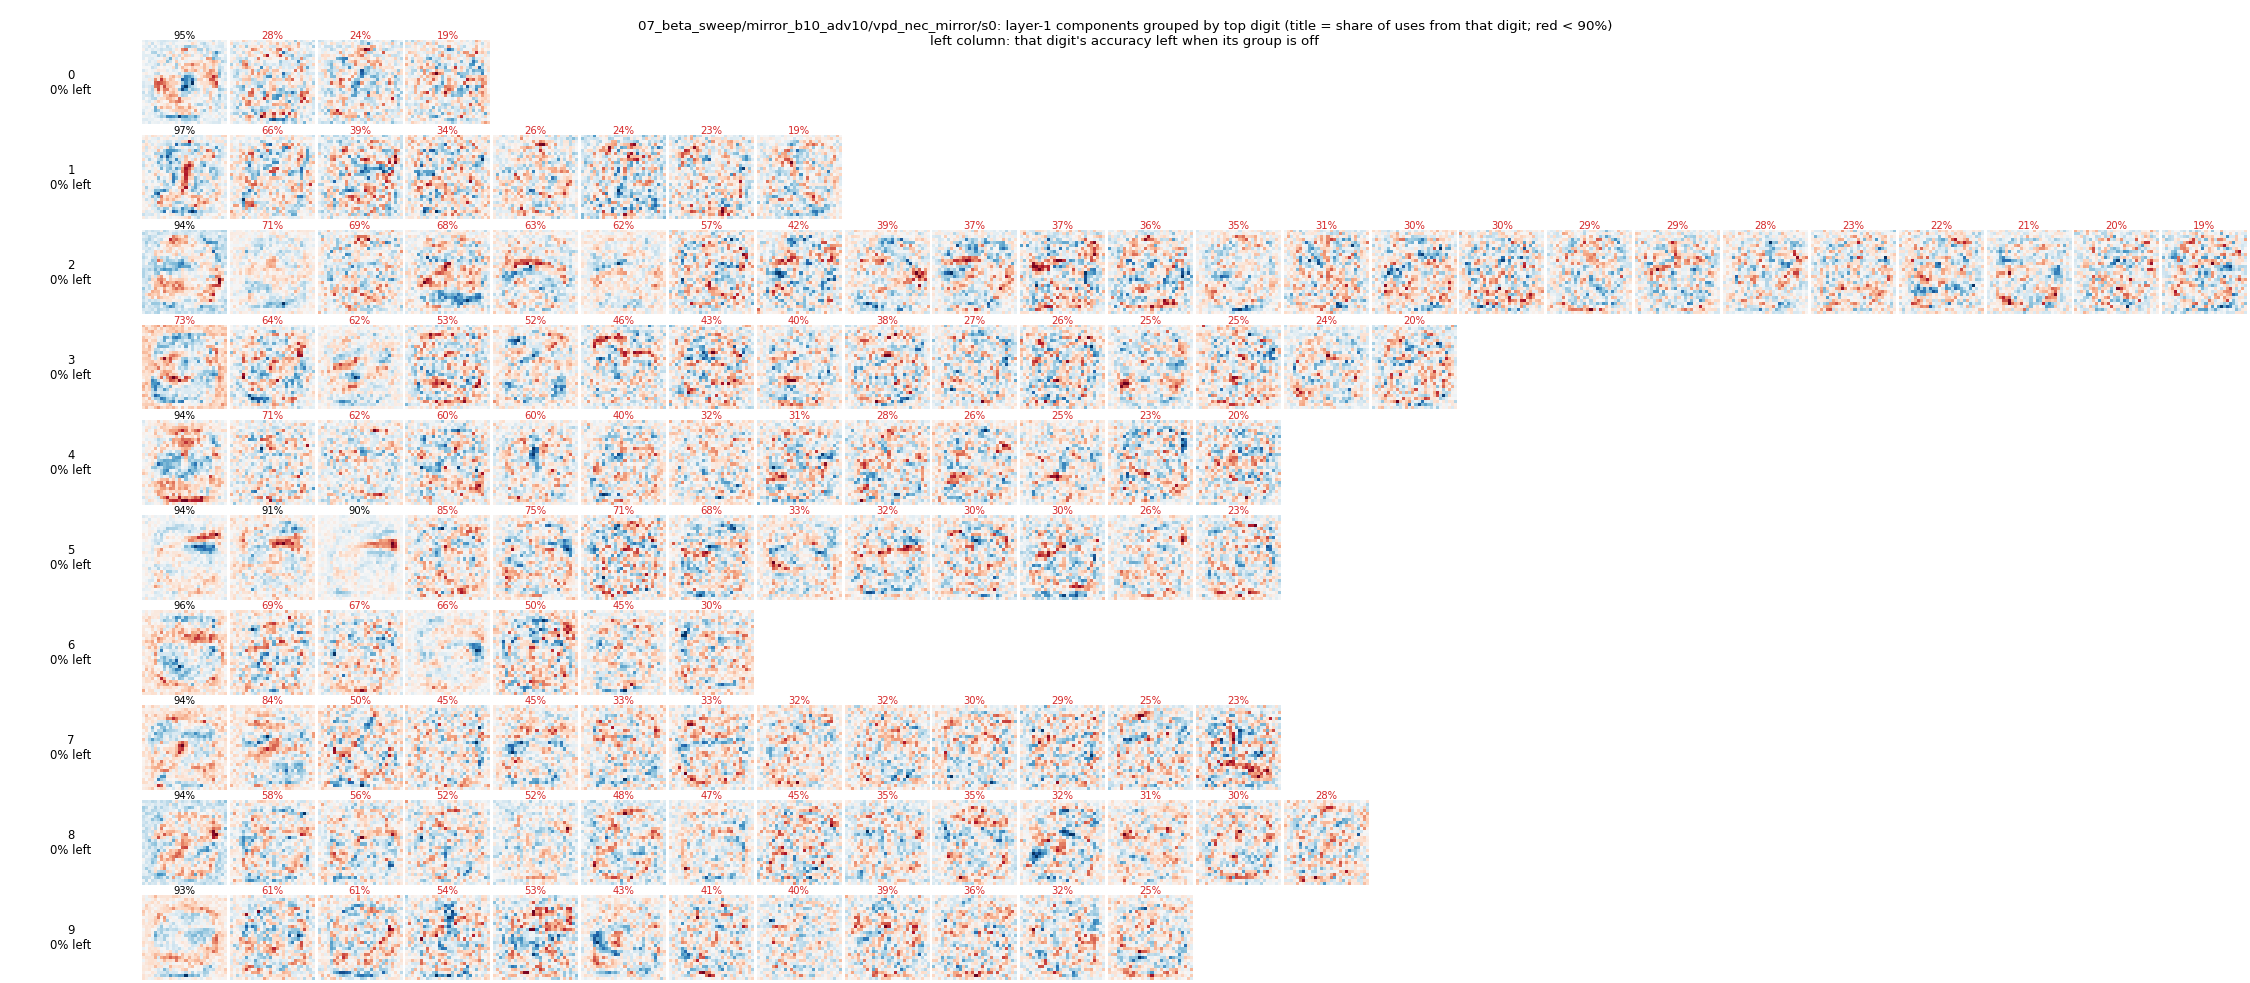 07_beta_sweep/mirror_b10_adv10/vpd_nec_mirror/s0: layer-1 components grouped by top digit (title = share of uses from that digit; red < 90%)
left column: that digit's accuracy left when its group is off
95% 28% 24% 19%
0
0% left
97% 66% 39% 34% 26% 24% 23% 19%
1
0% left
94% 71% 69% 68% 63% 62% 57% 42% 39% 37% 37% 36% 35% 31% 30% 30% 29% 29% 28% 23% 22% 21% 20% 19%
2
0% left
73% 64% 62% 53% 52% 46% 43% 40% 38% 27% 26% 25% 25% 24% 20%
3
0% left
94% 71% 62% 60% 60% 40% 32% 31% 28% 26% 25% 23% 20%
4
0% left
94% 91% 90% 85% 75% 71% 68% 33% 32% 30% 30% 26% 23%
5
0% left
96% 69% 67% 66% 50% 45% 30%
6
0% left
94% 84% 50% 45% 45% 33% 33% 32% 32% 30% 29% 25% 23%
7
0% left
94% 58% 56% 52% 52% 48% 47% 45% 35% 35% 32% 31% 30% 28%
8
0% left
93% 61% 61% 54% 53% 43% 41% 40% 39% 36% 32% 25%
9
0% left